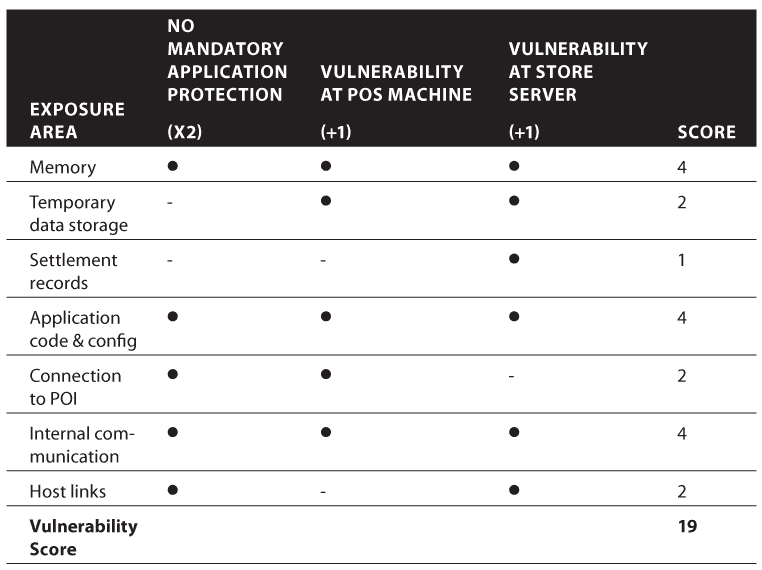 EXPOSURE AREA | NO MANDATORY APPLICATION PROTECTION (X2) | VULNERABILITY AT POS MACHINE (+1) | VULNERABILITY AT STORE SERVER (+1) | SCORE
Memory ● ● ● 4
Temporary - ● ● 2
data storage
Settlement - - ● 1
records
Application ● ● ● 4
code & config
Connection ● ● - 2
to POI
Internal com- ● ● ● 4
munication
Host links ● - ● 2
Vulnerability 19
Score